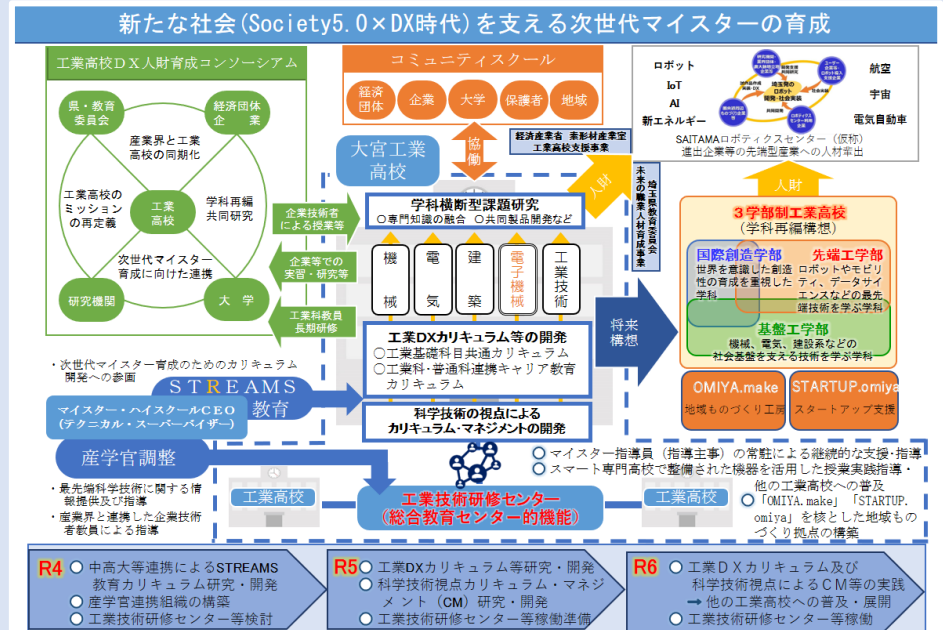 新たな社会(Society5.0×DX時代)を支える次世代マイスターの育成
工業高校DX人財育成コンソーシアム
県・教育
委員会
経済団体
企　業
産業界と工業
高校の同期化
工業高校の
ミッション
の再定義
工業
高校
学科再編
共同研究
次世代マイスター
育成に向けた連携
研究機関
大　学
コミュニティスクール
経済
団体
企業
大学
保護者
地域
協働
経済産業省　素形材産業室
工業高校支援事業
ロボット
IoT
AI
新エネルギー
埼玉発の
ロボット
開発・社会実装
航空
宇宙
電気自動車
SAITAMAロボティクスセンター（仮称）
進出企業等の先端型産業への人材牽出
大宮工業
高校
人財
埼玉県教育委員会
未来の職業人材育成事業
人財
企業技術者
による授業等
企業等での
実習・研究等
工業科教員
長期研修
学科横断型課題研究
○専門知識の融合　○共同製品開発など
機械
電気
建築
電子機械
工業技術
工業DXカリキュラム等の開発
○工業基礎科目共通カリキュラム
○工業科・普通科連携キャリア教育
カリキュラム
科学技術の視点による
カリキュラム・マネジメントの開発
将来
構想
３学部制工業高校
（学科再編構想）
国際創造学部
世界を意識した創造
性の育成を重視した
学科
先端工学部
ロボットやモビリ
ティ、データサイ
エンスなどの最先
端技術を学ぶ学科
基盤工学部
機械、電気、建設系などの
社会基盤を支える技術を学ぶ学科
OMIYA.make
地域ものづくり工房
STARTUP.omiya
スタートアップ支援
・次世代マイスター育成のためのカリキュラム
開発への参画
STREAMS
教育
マイスター・ハイスクールCEO
(テクニカル・スーパーバイザー)
産学官調整
・最先端科学技術に関する情
報提供及び指導
・産業界と連携した企業技術
者教員による指導
工業高校
工業技術研修センター
（総合教育センター的機能）
工業高校
○ マイスター指導員（指導主事）の常駐による継続的な支援・指導
○ スマート専門高校で整備された機器を活用した授業実践指導・
他の工業高校への普及
○「OMIYA.make」「STARTUP.
omiya」を核とした地域もの
づくり拠点の構築
R4
○ 中高大等連携によるSTREAMS
教育カリキュラム研究・開発
○ 産学官連携組織の構築
○ 工業技術研修センター等検討
R5
○ 工業DXカリキュラム等研究・開発
○ 科学技術視点カリキュラム・マネジ
メント（CM）研究・開発
○ 工業技術研修センター等稼働準備
R6
○ 工業ＤＸカリキュラム及び
科学技術視点によるCM等の実践
→ 他の工業高校への普及・展開
○ 工業技術研修センター等稼働